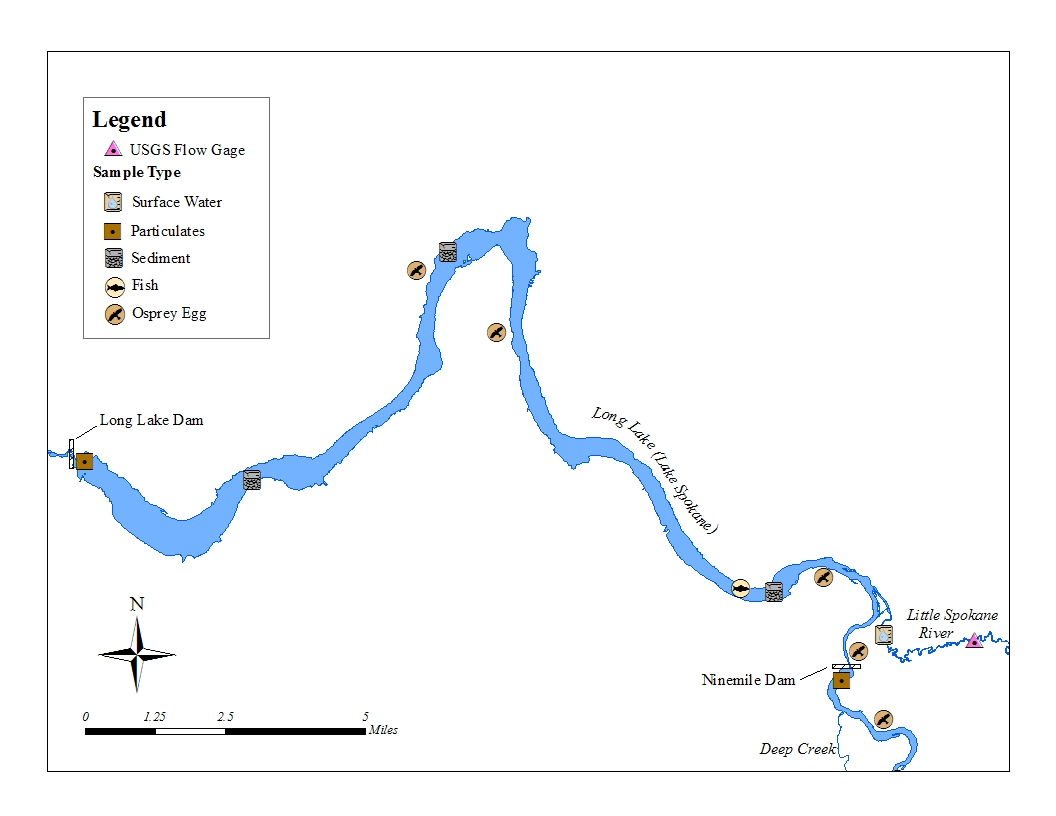 Legend
USGS Flow Gage
Sample Type
Surface Water
Particulates
Sediment
Fish
Osprey Egg
Long Lake Dam
Long Lake (Lake Spokane)
N
Little Spokane
River
Ninemile Dam
0 1.25 2.5 5
Miles
Deep Creek